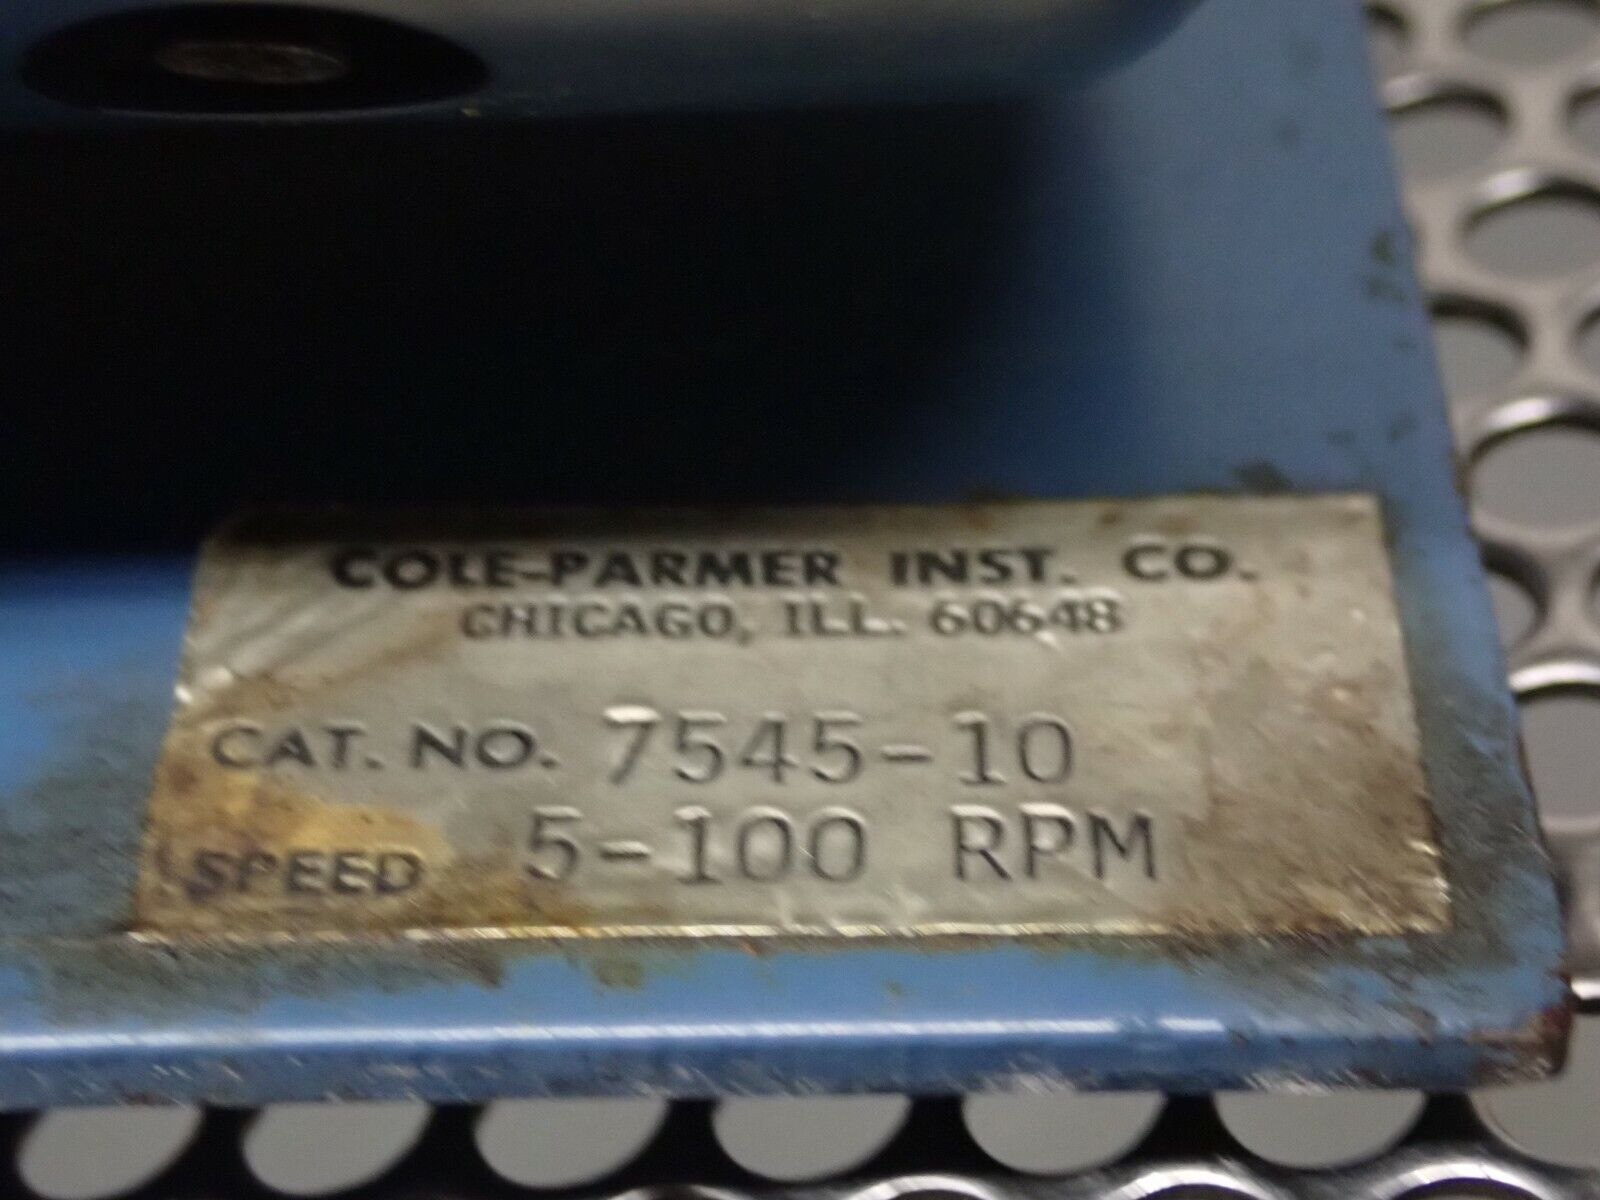 COLE-PARMER INST. CO.
CHICAGO, ILL. 60648
CAT. NO. 7545-10
SPEED 5-100 RPM